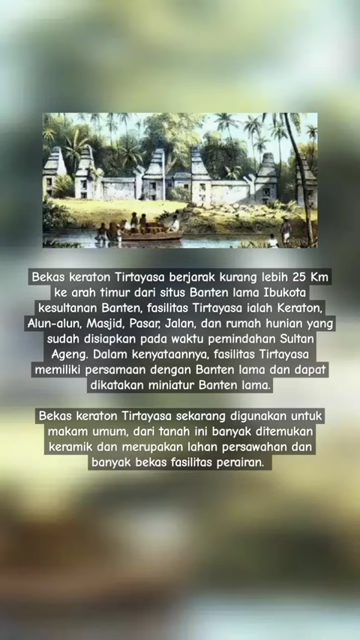 Bekas keraton Tirtayasa berjarak kurang lebih 25 Km
ke arah timur dari situs Banten lama Ibukota
kesultanan Banten, fasilitas Tirtayasa ialah Keraton,
Alun-alun, Masjid, Pasar, Jalan, dan rumah hunian yang
sudah disiapkan pada waktu pemindahan Sultan
Ageng. Dalam kenyataannya, fasilitas Tirtayasa
memiliki persamaan dengan Banten lama dan dapat
dikatakan miniatur Banten lama.
Bekas keraton Tirtayasa sekarang digunakan untuk
makam umum, dari tanah ini banyak ditemukan
keramik dan merupakan lahan persawahan dan
banyak bekas fasilitas perairan.